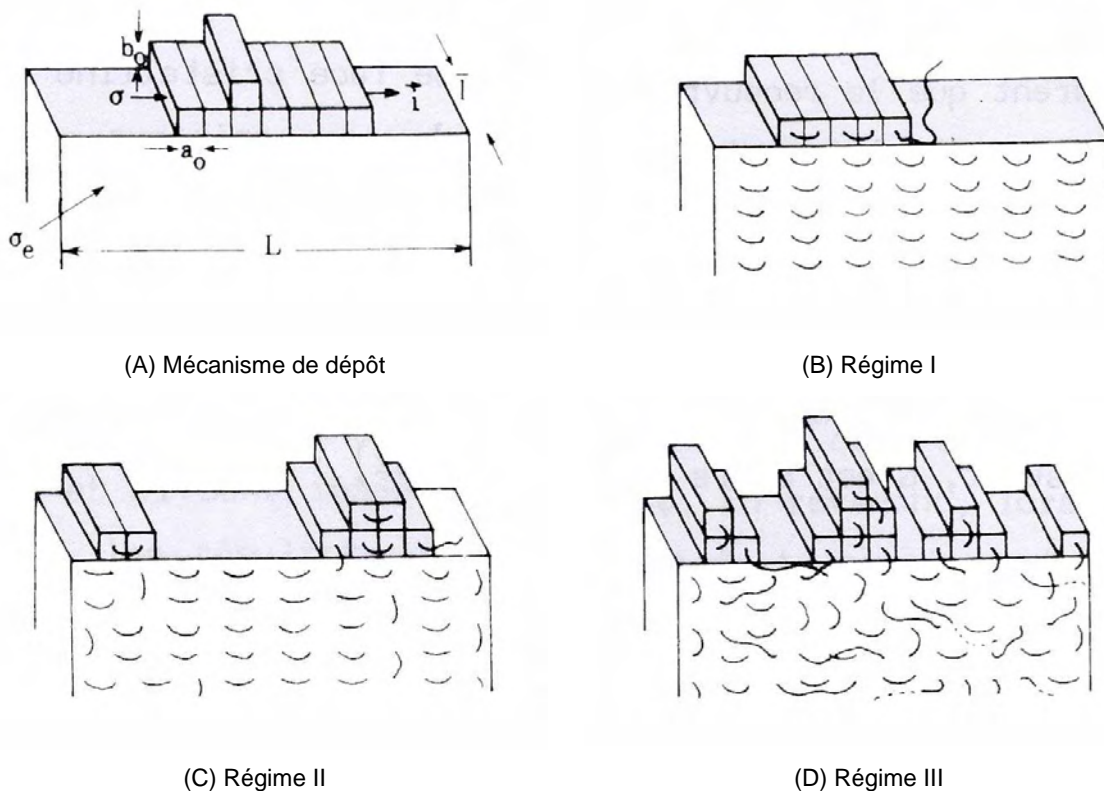 b₀
σ
i
l
a₀
σₑ
L
(A) Mécanisme de dépôt
(B) Régime I
(C) Régime II
(D) Régime III